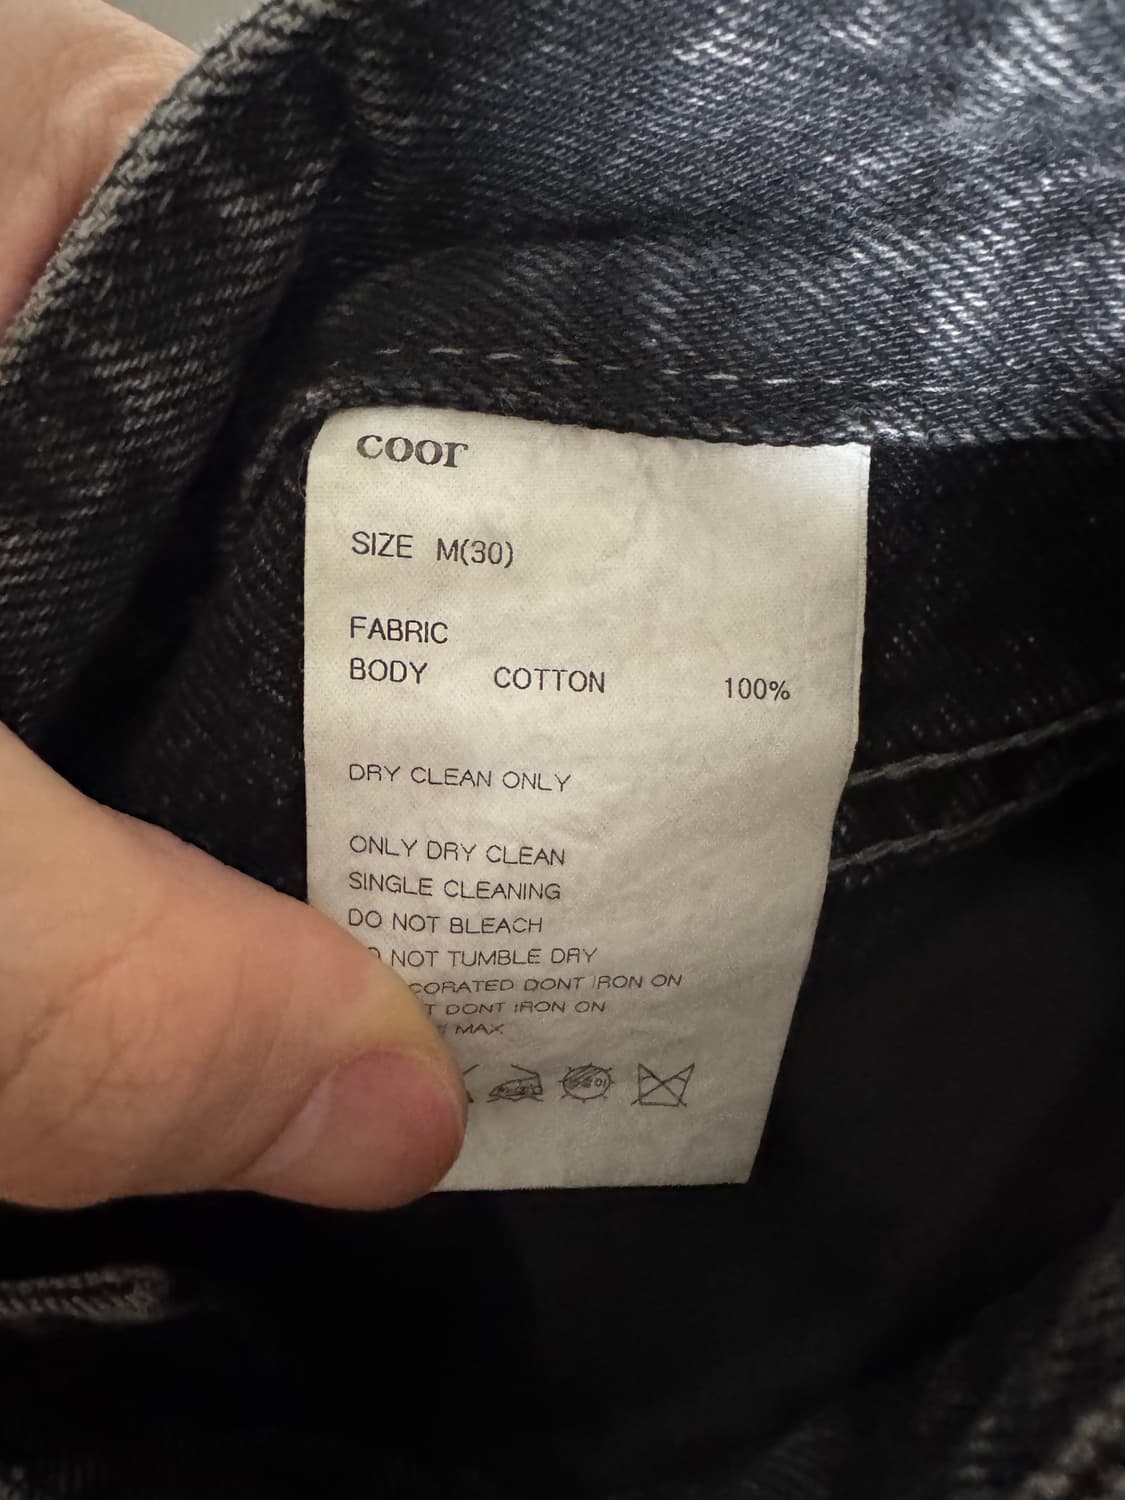 coor
SIZE M(30)
FABRIC
BODY COTTON 100%
DRY CLEAN ONLY
ONLY DRY CLEAN
SINGLE CLEANING
DO NOT BLEACH
NOT TUMBLE DRY
DONT IRON ON
DONT IRON ON
MAX